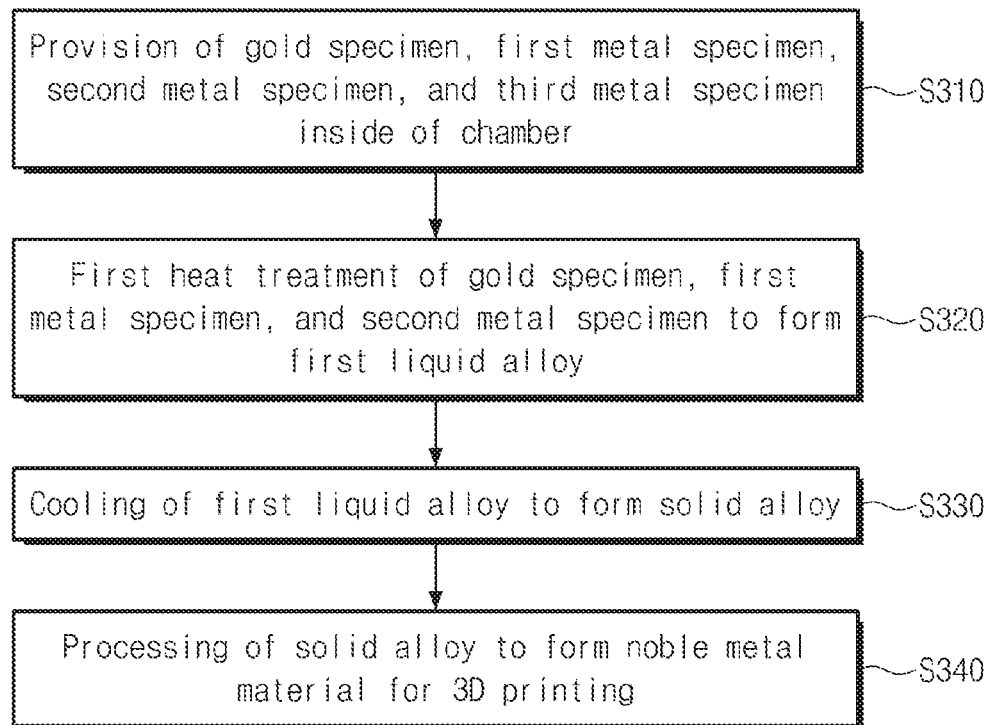 Provision of gold specimen, first metal specimen,
second metal specimen, and third metal specimen
inside of chamber
S310
First heat treatment of gold specimen, first
metal specimen, and second metal specimen to form
first liquid alloy
S320
Cooling of first liquid alloy to form solid alloy
S330
Processing of solid alloy to form noble metal
material for 3D printing
S340